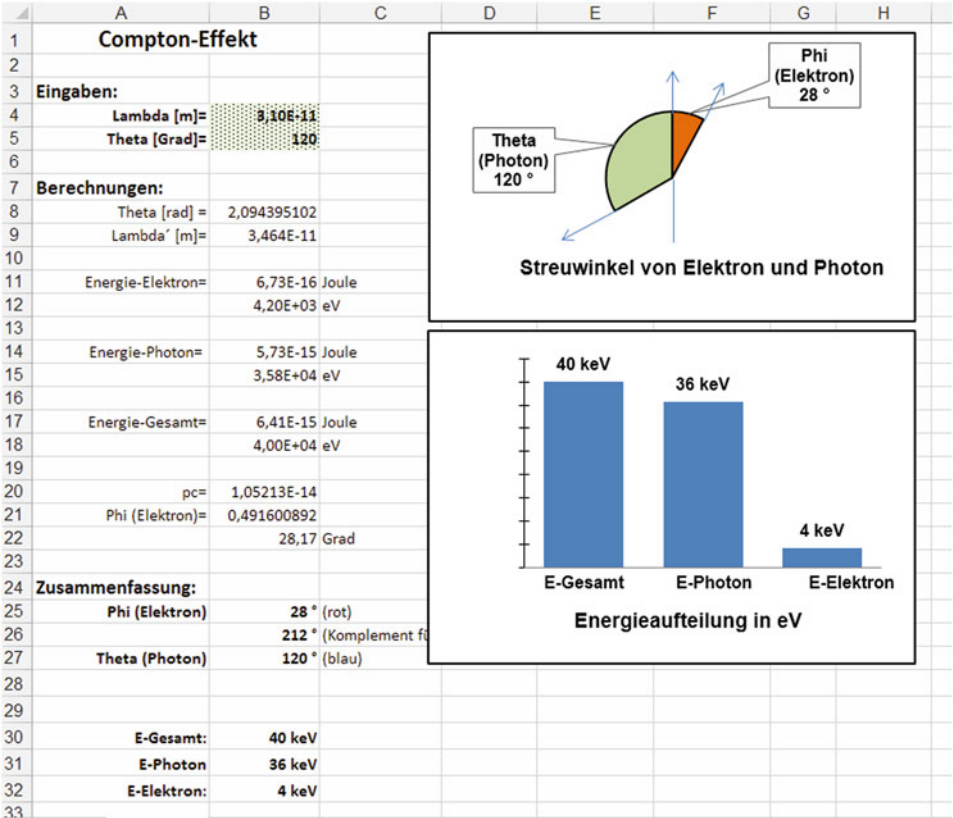 A B C D E F G H
1 Compton-Effekt
2
3 Eingaben:
4 Lambda [m]= 3,10E-11
5 Theta [Grad]= 120
6
7 Berechnungen:
8 Theta [rad] = 2,094395102
9 Lambda´ [m]= 3,464E-11
10
11 Energie-Elektron= 6,73E-16 Joule
12 4,20E+03 eV
13
14 Energie-Photon= 5,73E-15 Joule
15 3,58E+04 eV
16
17 Energie-Gesamt= 6,41E-15 Joule
18 4,00E+04 eV
19
20 pc= 1,05213E-14
21 Phi (Elektron)= 0,491600892
22 28,17 Grad
23
24 Zusammenfassung:
25 Phi (Elektron) 28 ° (rot)
26 212 ° (Komplement fü
27 Theta (Photon) 120 ° (blau)
28
29
30 E-Gesamt: 40 keV
31 E-Photon 36 keV
32 E-Elektron: 4 keV
33
Phi
(Elektron)
28 °
Theta
(Photon)
120 °
Streuwinkel von Elektron und Photon
40 keV
36 keV
4 keV
E-Gesamt E-Photon E-Elektron
Energieaufteilung in eV